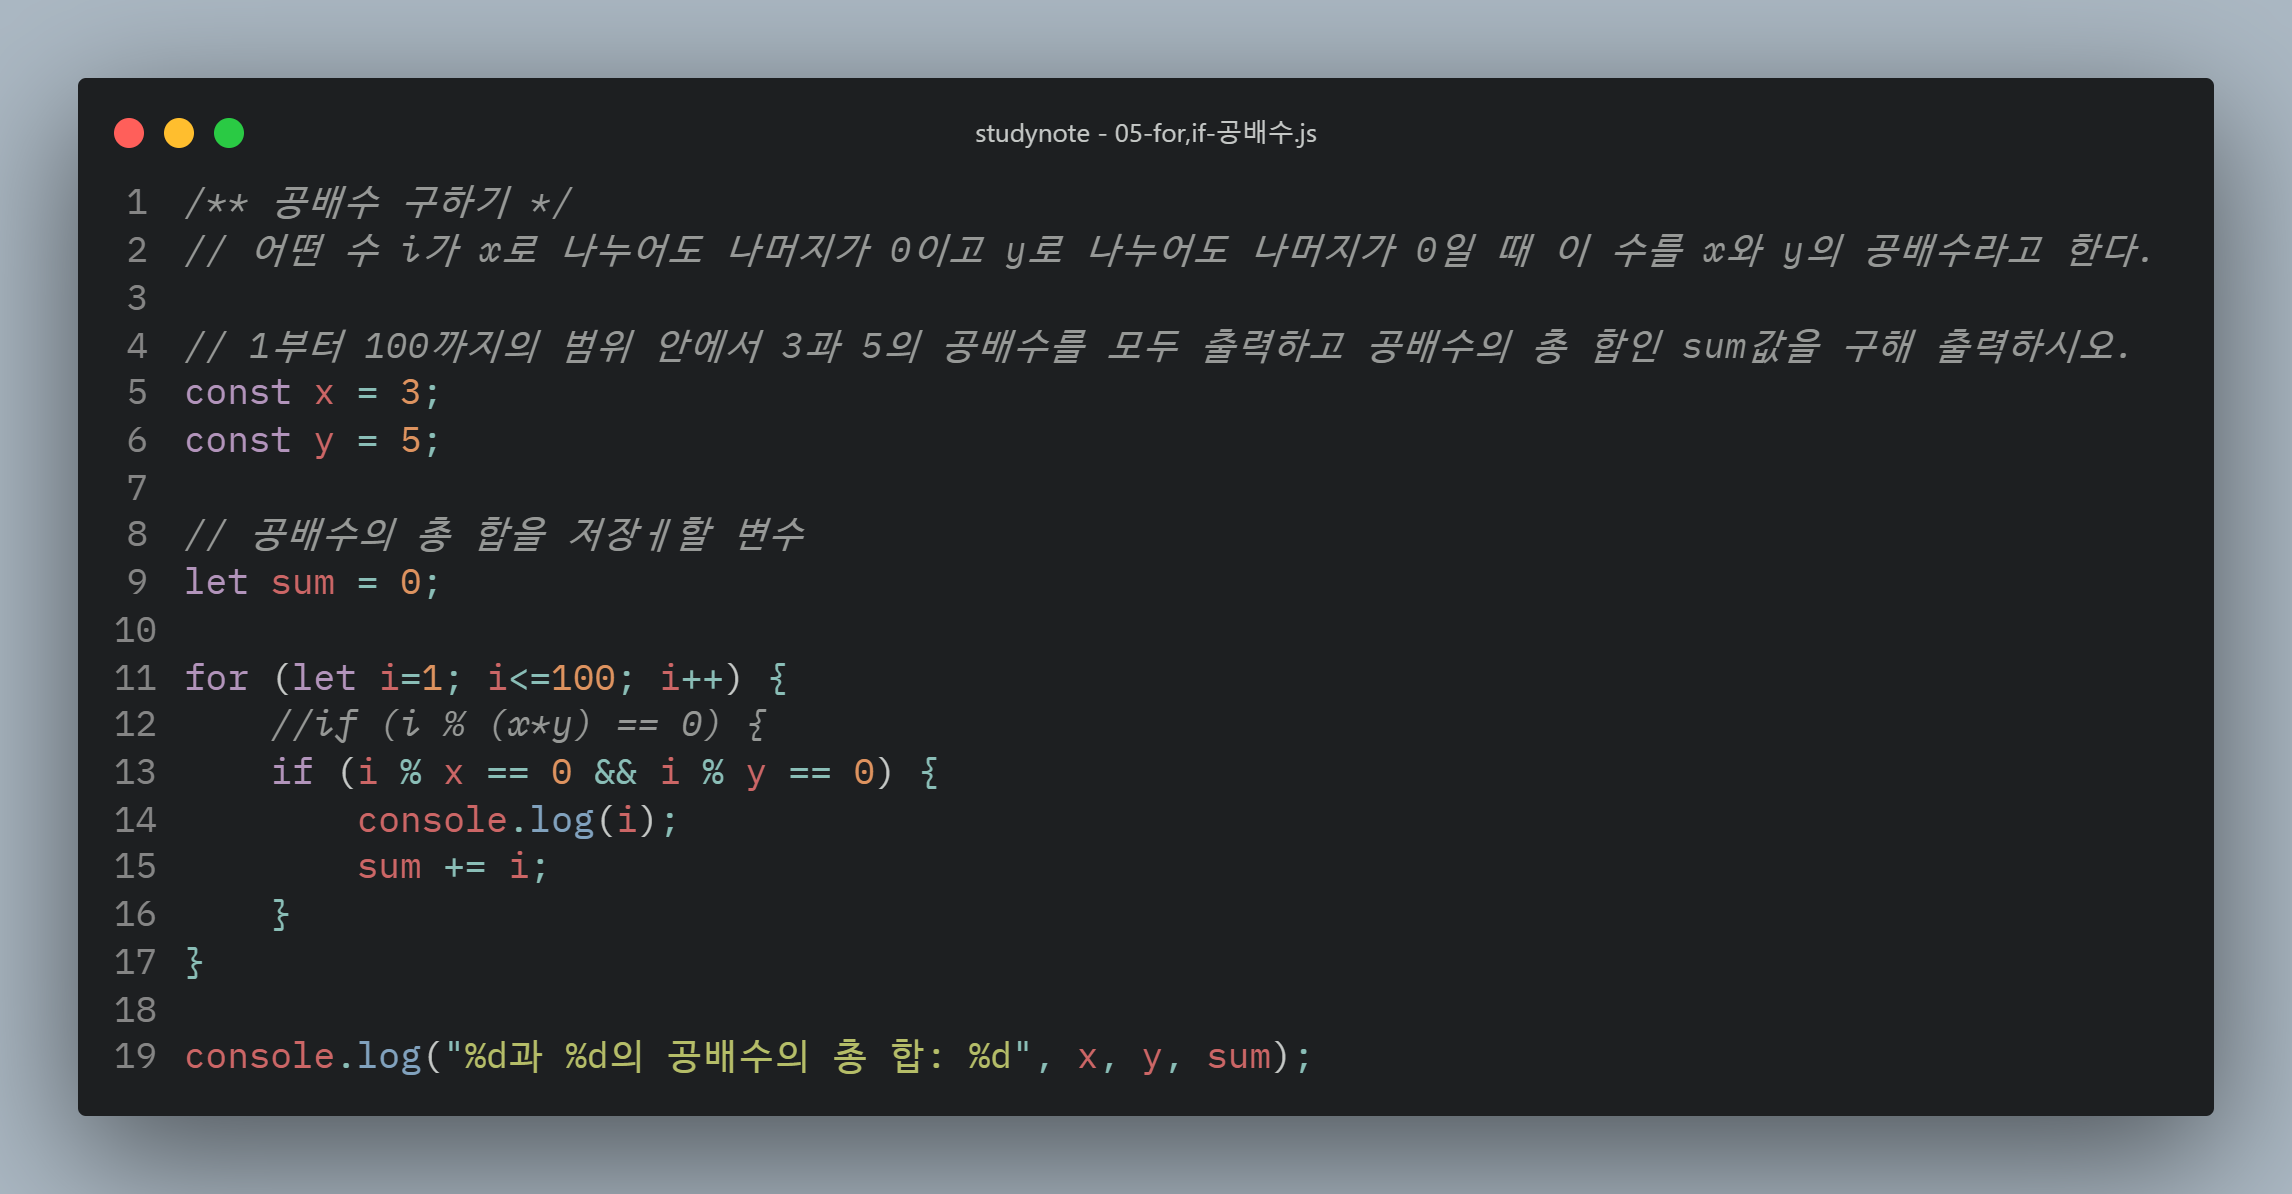 studynote - 05-for,if-공배수.js
1 /** 공배수 구하기 */
2 // 어떤 수 i가 x로 나누어도 나머지가 0이고 y로 나누어도 나머지가 0일 때 이 수를 x와 y의 공배수라고 한다.
3
4 // 1부터 100까지의 범위 안에서 3과 5의 공배수를 모두 출력하고 공배수의 총 합인 sum값을 구해 출력하시오.
5 const x = 3;
6 const y = 5;
7
8 // 공배수의 총 합을 저장ㅔ할 변수
9 let sum = 0;
10
11 for (let i=1; i<=100; i++) {
12     //if (i % (x*y) == 0) {
13     if (i % x == 0 && i % y == 0) {
14         console.log(i);
15         sum += i;
16     }
17 }
18
19 console.log("%d과 %d의 공배수의 총 합: %d", x, y, sum);